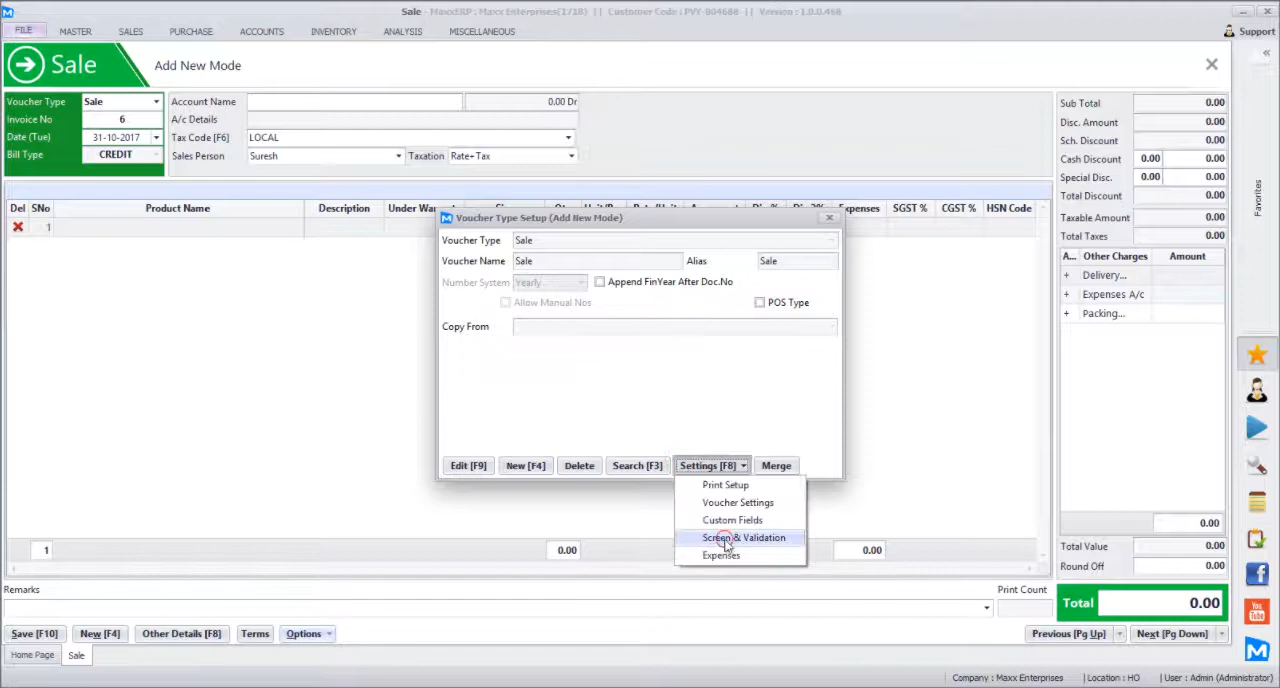 Sale - MaxxERP : Maxx Enterprises(1718) || Customer Code : PVY-804688 || Version : 1.0.0.468
FILE MASTER SALES PURCHASE ACCOUNTS INVENTORY ANALYSIS MISCELLANEOUS Support
Sale Add New Mode
Voucher Type Sale Account Name 0.00 Dr Sub Total 0.00
Invoice No 6 A/c Details Disc. Amount 0.00
Date (Tue) 31-10-2017 Tax Code [F6] LOCAL Sch. Discount 0.00
Bill Type CREDIT Sales Person Suresh Taxation Rate+Tax Cash Discount 0.00 0.00
Special Disc. 0.00 0.00
Total Discount 0.00
Taxable Amount 0.00
Total Taxes 0.00
Favorites
Del SNo Product Name Description Under Expenses SGST % CGST % HSN Code
1
Voucher Type Setup (Add New Mode)
Voucher Type Sale
Voucher Name Sale Alias Sale
Number System Yearly Append FinYear After Doc.No
Allow Manual Nos POS Type
Copy From
Edit [F9] New [F4] Delete Search [F3] Settings [F8] Merge
Print Setup
Voucher Settings
Custom Fields
Screen & Validation
Expenses
A... Other Charges Amount
+ Delivery...
+ Expenses A/c
+ Packing...
0.00
1 0.00 0.00 Total Value 0.00
Round Off 0.00
Remarks Print Count
Total 0.00
Save [F10] New [F4] Other Details [F8] Terms Options Previous [Pg Up] Next [Pg Down]
Home Page Sale
Company : Maxx Enterprises | Location : HO | User : Admin (Administrator)
You
Tube